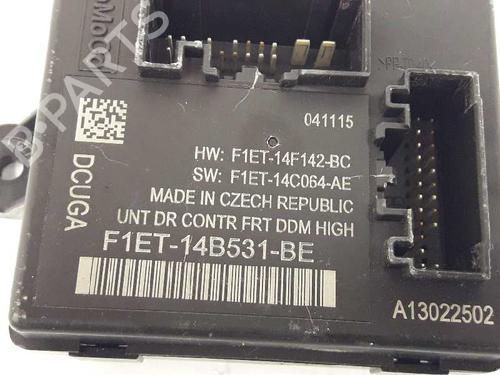 FoMoCo
041115
HW: F1ET-14F142-BC
SW: F1ET-14C064-AE
MADE IN CZECH REPUBLIC
UNT DR CONTR FRT DDM HIGH
F1ET-14B531-BE
DCUGA
A13022502
B-PARTS